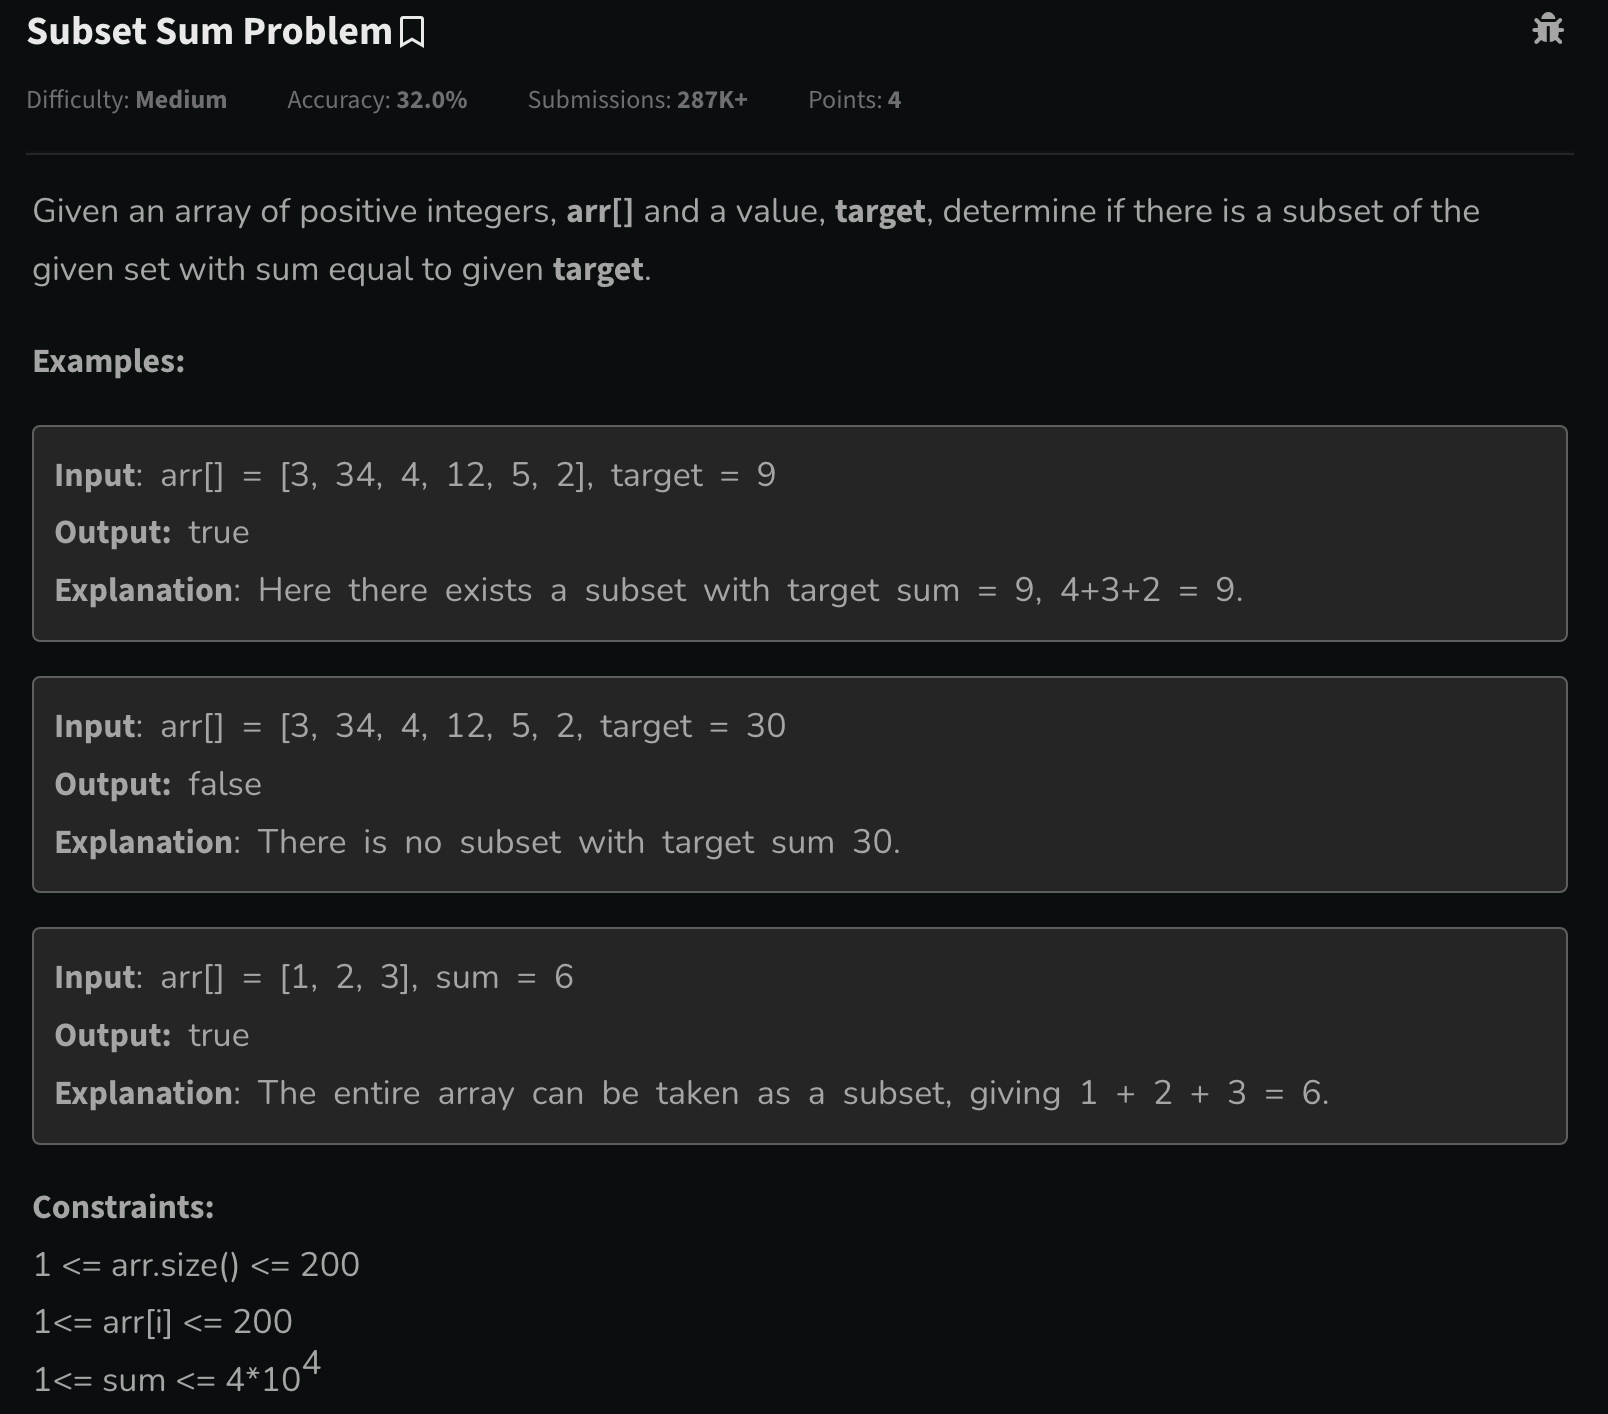 Subset Sum Problem
Difficulty: Medium Accuracy: 32.0% Submissions: 287K+ Points: 4
Given an array of positive integers, arr[] and a value, target, determine if there is a subset of the
given set with sum equal to given target.
Examples:
Input: arr[] = [3, 34, 4, 12, 5, 2], target = 9
Output: true
Explanation: Here there exists a subset with target sum = 9, 4+3+2 = 9.
Input: arr[] = [3, 34, 4, 12, 5, 2, target = 30
Output: false
Explanation: There is no subset with target sum 30.
Input: arr[] = [1, 2, 3], sum = 6
Output: true
Explanation: The entire array can be taken as a subset, giving 1 + 2 + 3 = 6.
Constraints:
1 <= arr.size() <= 200
1<= arr[i] <= 200
1<= sum <= 4*10^4